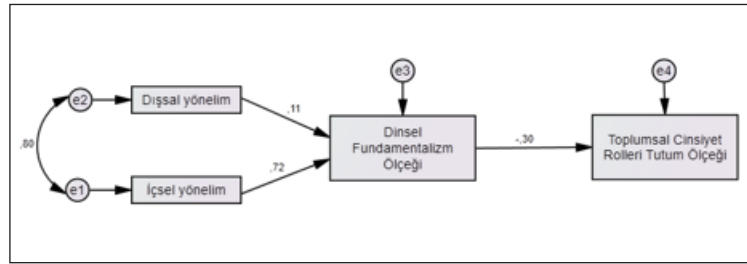 e2
Dışsal yönelim
,11
,80
e1
İçsel yönelim
,72
e3
Dinsel
Fundamentalizm
Ölçeği
-,30
e4
Toplumsal Cinsiyet
Rolleri Tutum Ölçeği